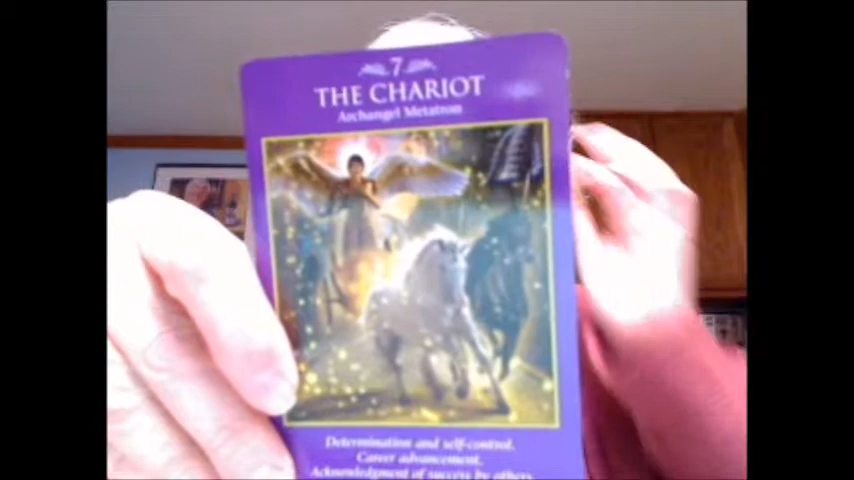 7
THE CHARIOT
Archangel Metatron
Determination and self-control.
Career advancement.
Acknowledgment of success by others.